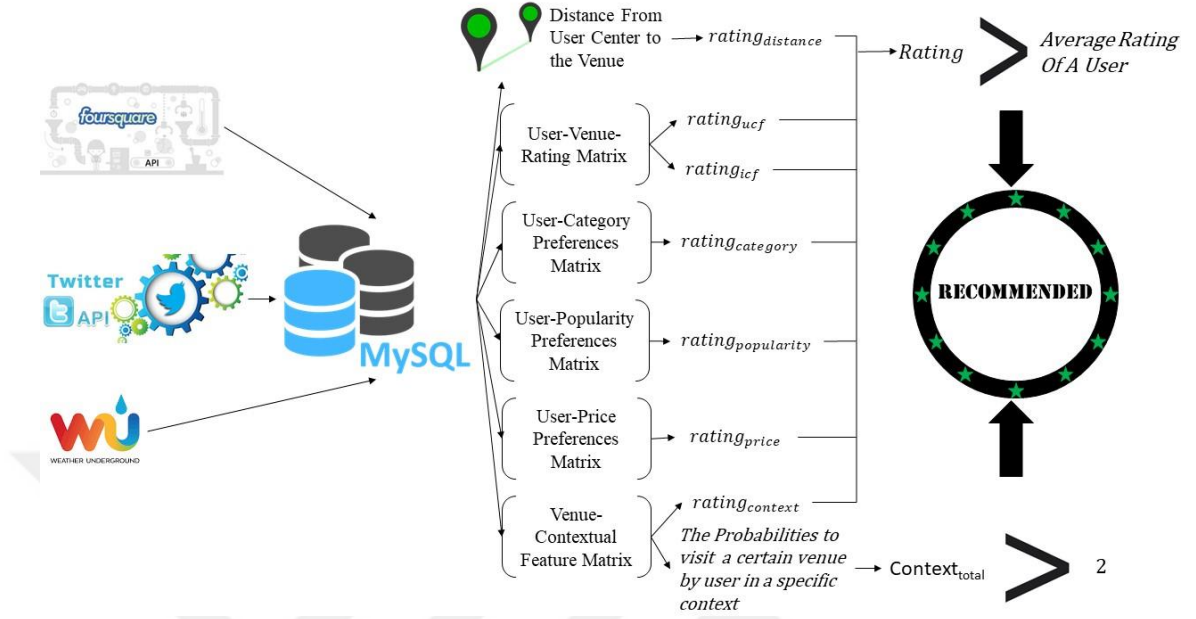 Distance From
User Center to
the Venue
rating_distance
Rating
>
Average Rating
Of A User
foursquare
API
User-Venue-
Rating Matrix
rating_ucf
rating_icf
User-Category
Preferences
Matrix
rating_category
Twitter
API
MySQL
RECOMMENDED
User-Popularity
Preferences
Matrix
rating_popularity
WU
WEATHER UNDERGROUND
User-Price
Preferences
Matrix
rating_price
Venue-
Contextual
Feature Matrix
rating_context
The Probabilities to
visit a certain venue
by user in a specific
context
Context_total
>
2